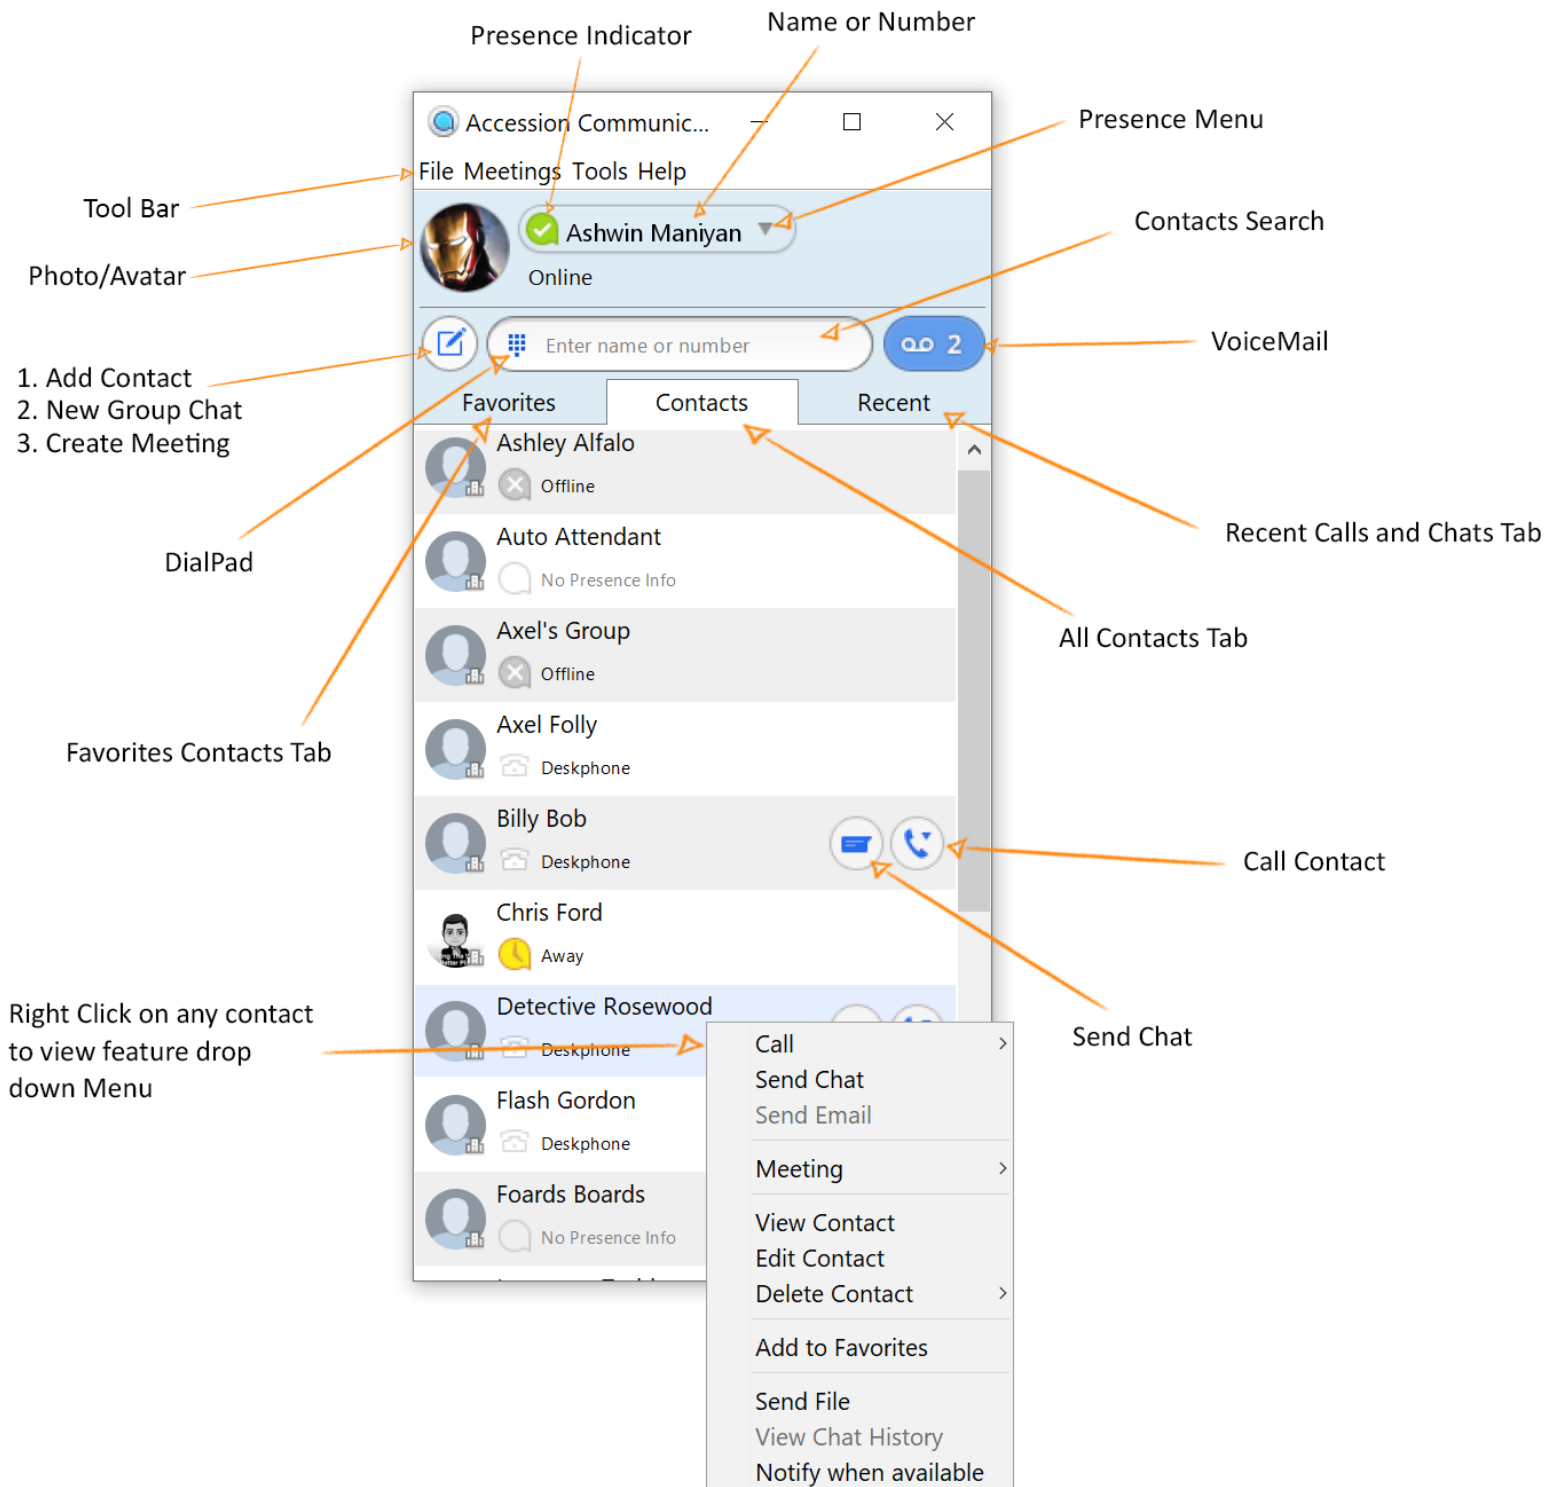 Presence Indicator
Name or Number
Accession Communic...
Presence Menu
File Meetings Tools Help
Tool Bar
Ashwin Maniyan
Contacts Search
Photo/Avatar
Online
Enter name or number
2
VoiceMail
1. Add Contact
2. New Group Chat
3. Create Meeting
Favorites
Contacts
Recent
Ashley Alfalo
Offline
Auto Attendant
No Presence Info
Recent Calls and Chats Tab
DialPad
Axel's Group
Offline
All Contacts Tab
Axel Folly
Deskphone
Favorites Contacts Tab
Billy Bob
Deskphone
Call Contact
Chris Ford
Away
Detective Rosewood
Deskphone
Right Click on any contact
to view feature drop
down Menu
Send Chat
Call
Send Chat
Send Email
Flash Gordon
Deskphone
Meeting
Foards Boards
No Presence Info
View Contact
Edit Contact
Delete Contact
Add to Favorites
Send File
View Chat History
Notify when available